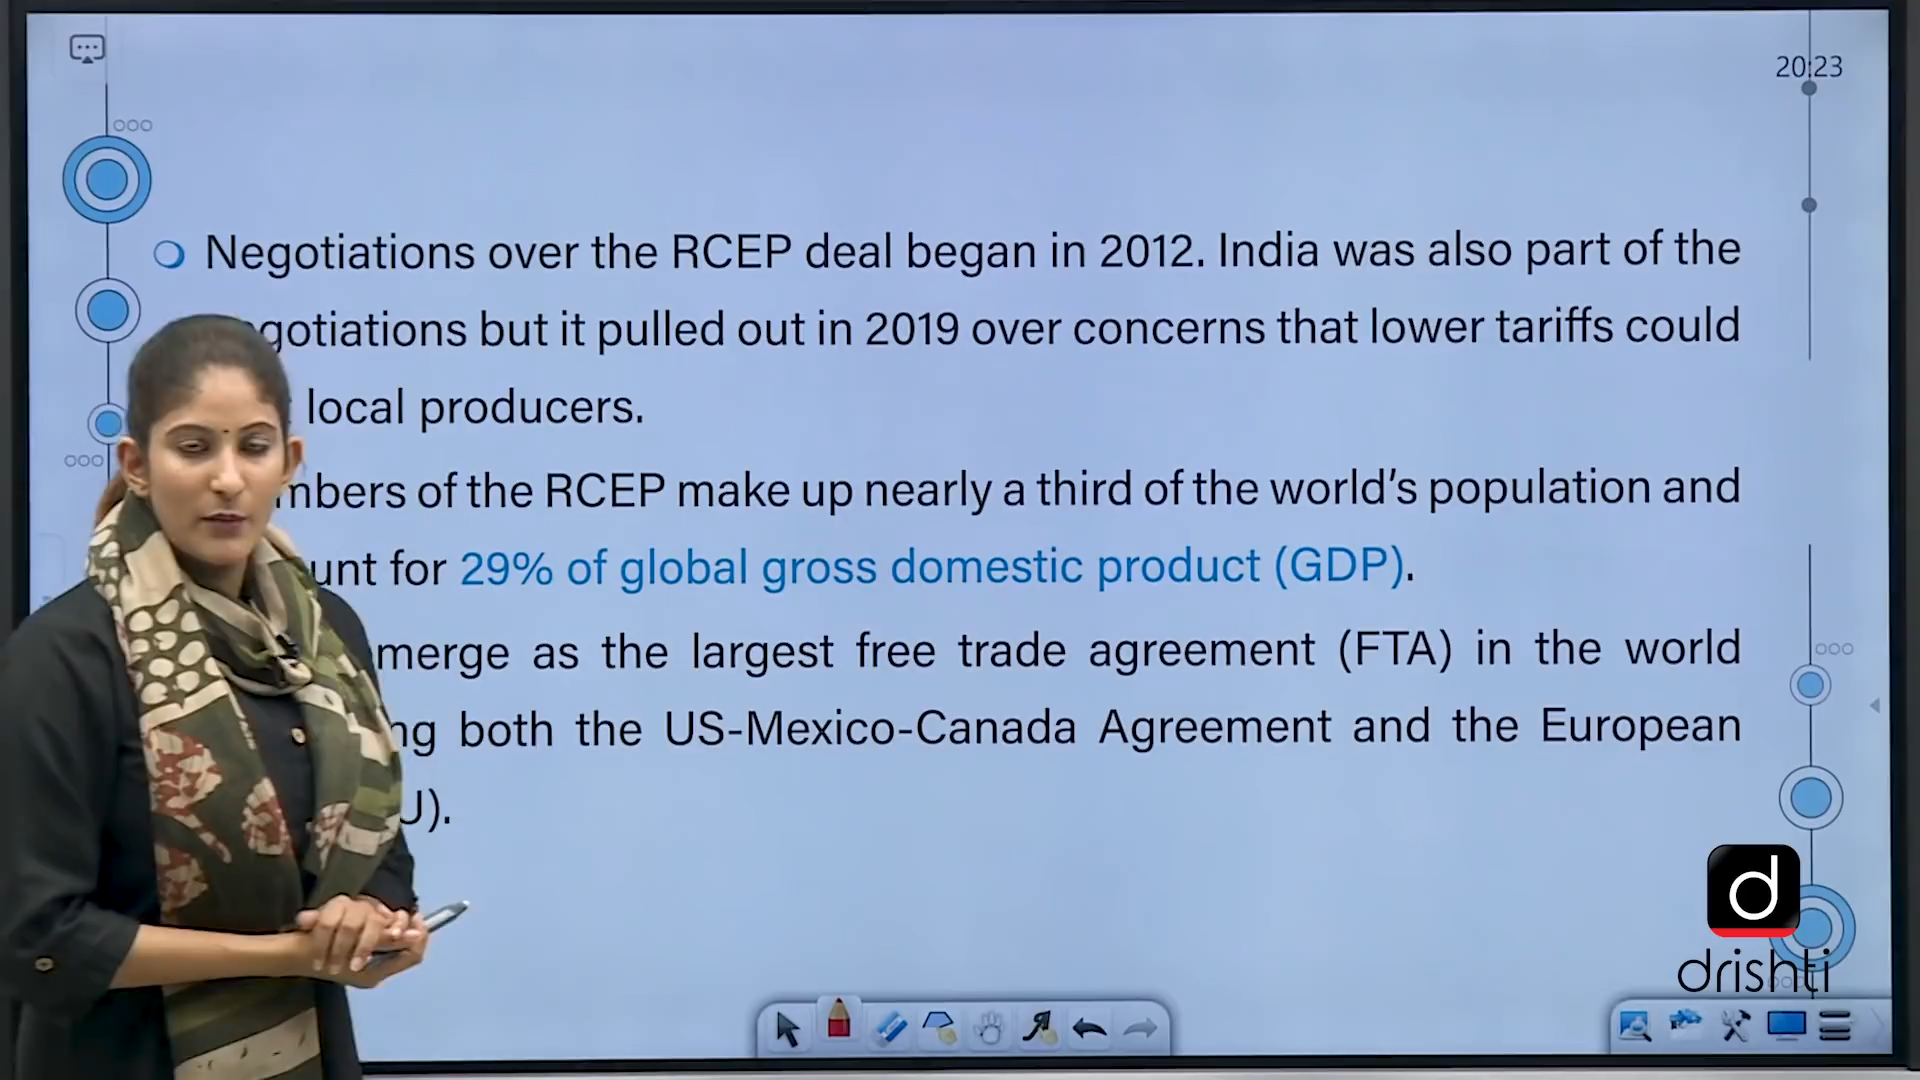 20:23
Negotiations over the RCEP deal began in 2012. India was also part of the
gotiations but it pulled out in 2019 over concerns that lower tariffs could
local producers.
mbers of the RCEP make up nearly a third of the world's population and
unt for 29% of global gross domestic product (GDP).
merge as the largest free trade agreement (FTA) in the world
ng both the US-Mexico-Canada Agreement and the European
U).
d
drishti